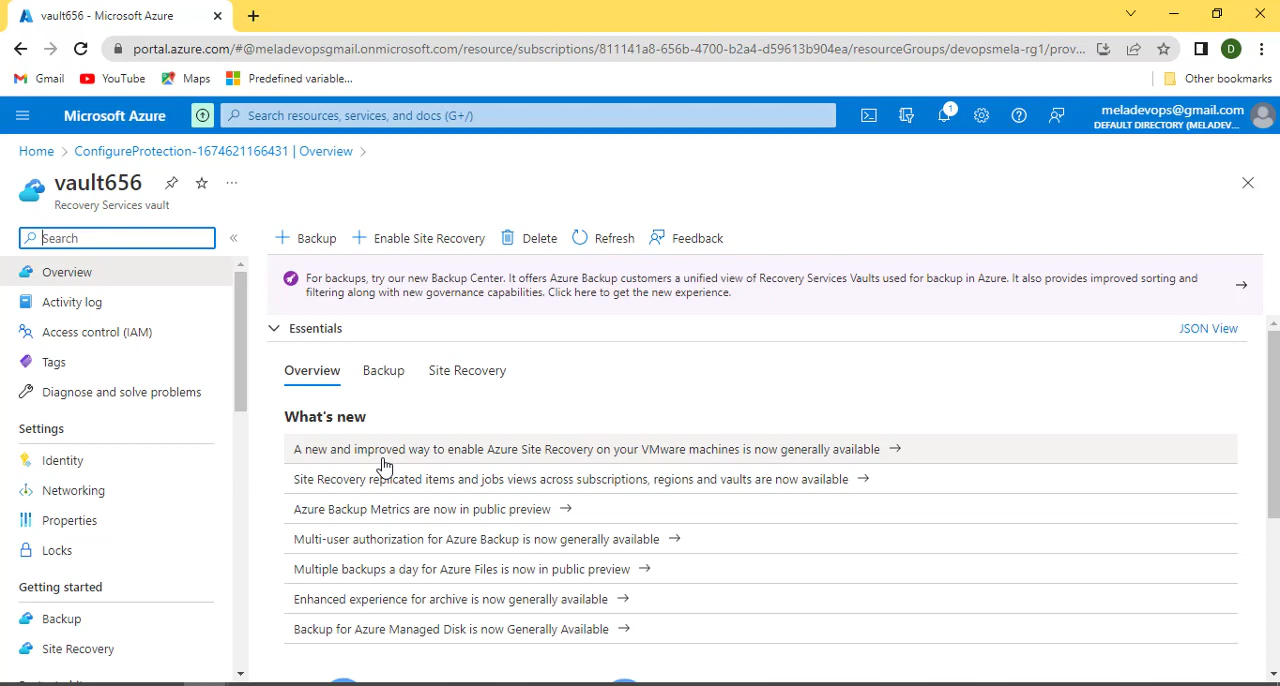 vault656 - Microsoft Azure
portal.azure.com/#@meladevopsgmail.onmicrosoft.com/resource/subscriptions/811141a8-656b-4700-b2a4-d59613b904ea/resourceGroups/devopsmela-rg1/prov...
D
Gmail
YouTube
Maps
Predefined variable...
Other bookmarks
Microsoft Azure
Search resources, services, and docs (G+/)
1
meladevops@gmail.com
DEFAULT DIRECTORY (MELADEV...
Home > ConfigureProtection-1674621166431 | Overview >
vault656
...
Recovery Services vault
Search
«
Overview
Activity log
Access control (IAM)
Tags
Diagnose and solve problems
Settings
Identity
Networking
Properties
Locks
Getting started
Backup
Site Recovery
+ Backup
+ Enable Site Recovery
Delete
Refresh
Feedback
For backups, try our new Backup Center. It offers Azure Backup customers a unified view of Recovery Services Vaults used for backup in Azure. It also provides improved sorting and
filtering along with new governance capabilities. Click here to get the new experience.
Essentials
JSON View
Overview
Backup
Site Recovery
What's new
A new and improved way to enable Azure Site Recovery on your VMware machines is now generally available →
Site Recovery replicated items and jobs views across subscriptions, regions and vaults are now available →
Azure Backup Metrics are now in public preview →
Multi-user authorization for Azure Backup is now generally available →
Multiple backups a day for Azure Files is now in public preview →
Enhanced experience for archive is now generally available →
Backup for Azure Managed Disk is now Generally Available →